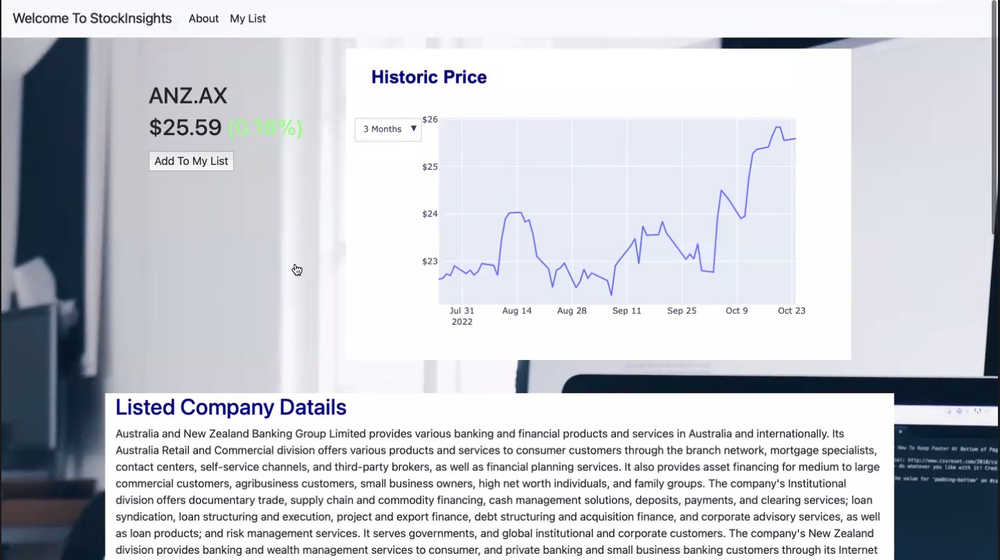 Welcome To StockInsights About My List
ANZ.AX
$25.59 (0.16%)
Add To My List
Historic Price
3 Months ▼
$26
$25
$24
$23
Jul 31 Aug 14 Aug 28 Sep 11 Sep 25 Oct 9 Oct 23
2022
Listed Company Datails
Australia and New Zealand Banking Group Limited provides various banking and financial products and services in Australia and internationally. Its
Australia Retail and Commercial division offers various products and services to consumer customers through the branch network, mortgage specialists,
contact centers, self-service channels, and third-party brokers, as well as financial planning services. It also provides asset financing for medium to large
commercial customers, agribusiness customers, small business owners, high net worth individuals, and family groups. The company's Institutional
division offers documentary trade, supply chain and commodity financing, cash management solutions, deposits, payments, and clearing services; loan
syndication, loan structuring and execution, project and export finance, debt structuring and acquisition finance, and corporate advisory services, as well
as loan products; and risk management services. It serves governments, and global institutional and corporate customers. The company's New Zealand
division provides banking and wealth management services to consumer, and private banking and small business banking customers through its Internet
How To Keep Footer At Bottom of Pag
http://www.cssreset.com/2010/cs
do whatever you like with it! Cred
value for 'padding-bottom' on #co